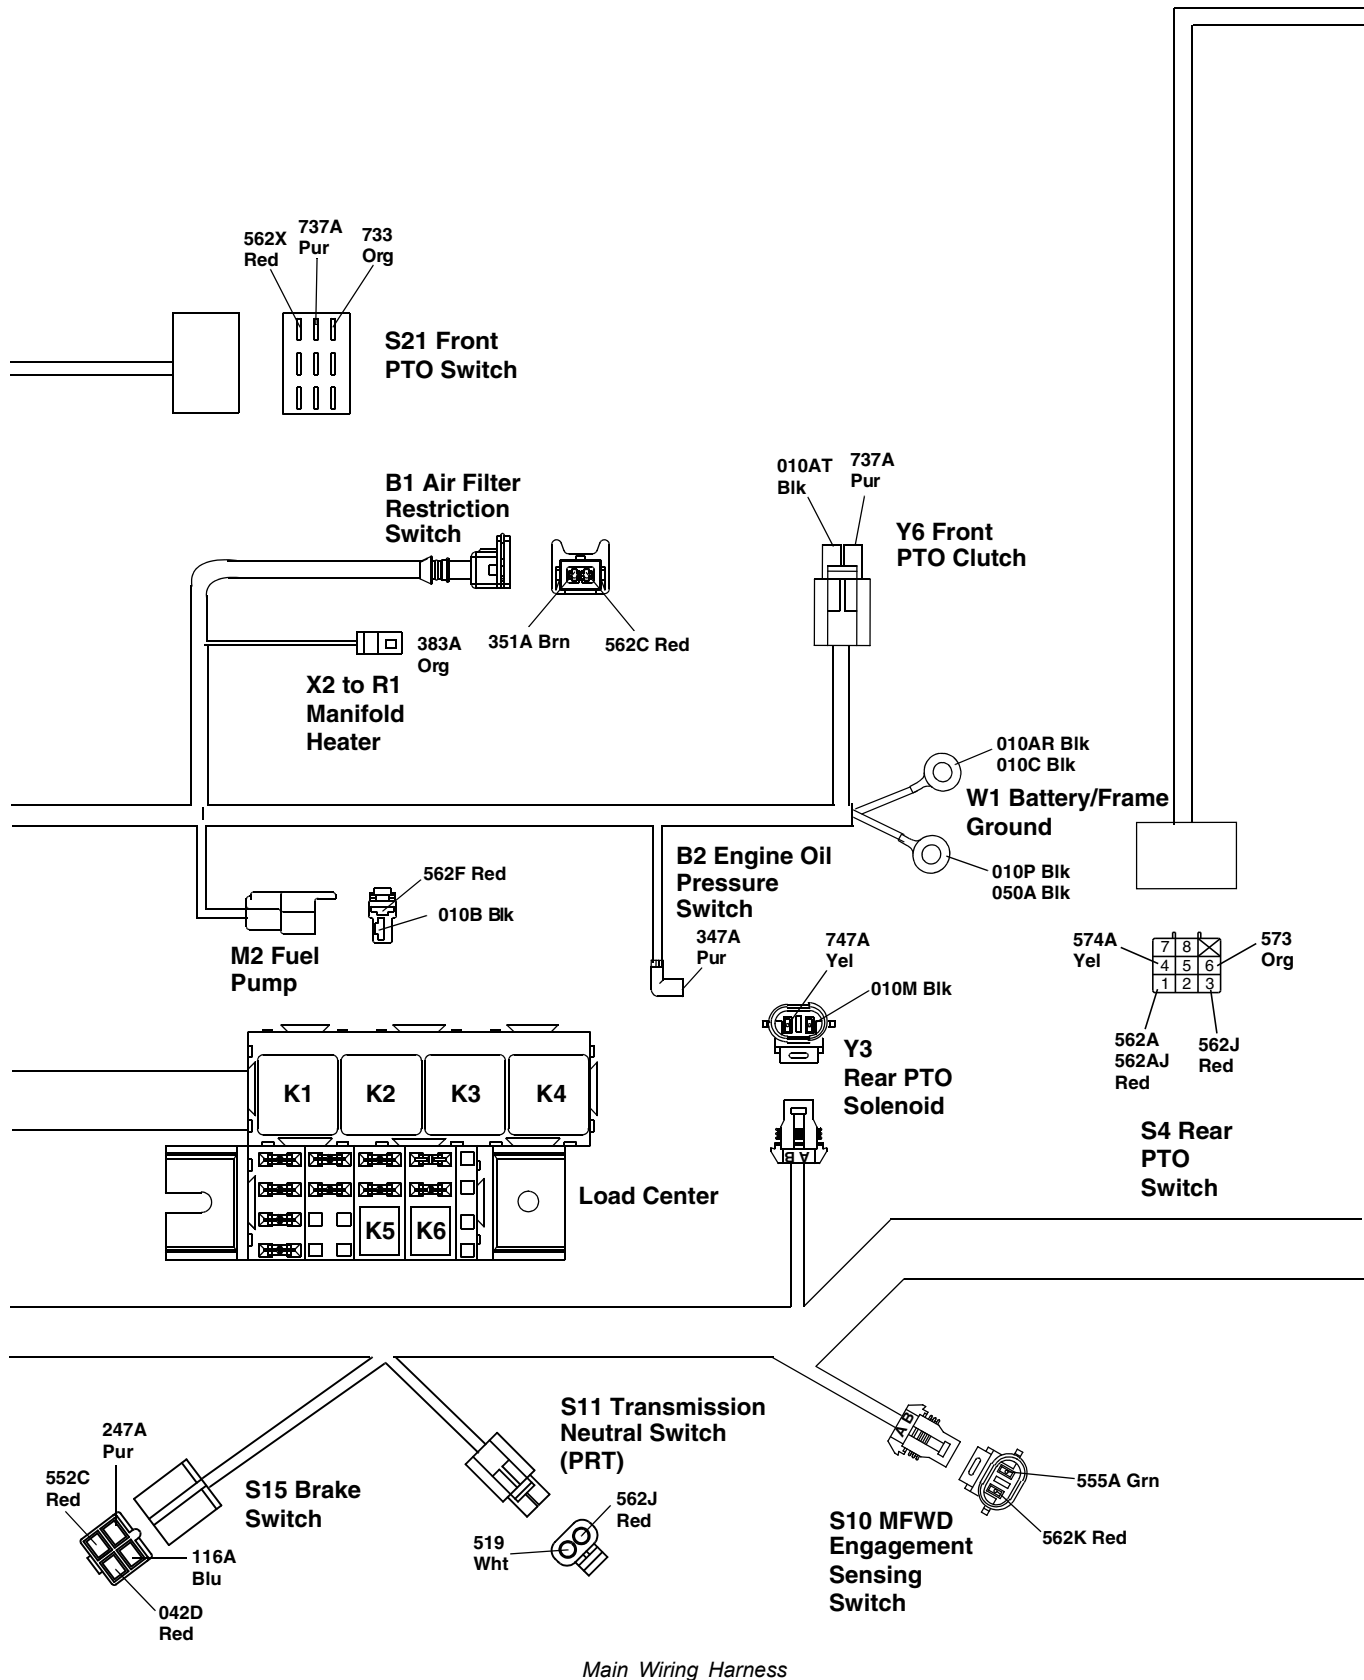 562X
Red
737A
Pur
733
Org
S21 Front
PTO Switch
B1 Air Filter
Restriction
Switch
351A Brn
562C Red
383A
Org
X2 to R1
Manifold
Heater
010AT
Blk
737A
Pur
Y6 Front
PTO Clutch
010AR Blk
010C Blk
W1 Battery/Frame
Ground
010P Blk
050A Blk
562F Red
010B Blk
M2 Fuel
Pump
B2 Engine Oil
Pressure
Switch
347A
Pur
747A
Yel
010M Blk
Y3
Rear PTO
Solenoid
B A
574A
Yel
7 8
4 5 6
1 2 3
573
Org
562A
562AJ
Red
562J
Red
S4 Rear
PTO
Switch
K1 K2 K3 K4
K5 K6
Load Center
247A
Pur
552C
Red
S15 Brake
Switch
116A
Blu
042D
Red
S11 Transmission
Neutral Switch
(PRT)
562J
Red
519
Wht
A B
555A Grn
562K Red
S10 MFWD
Engagement
Sensing
Switch
Main Wiring Harness